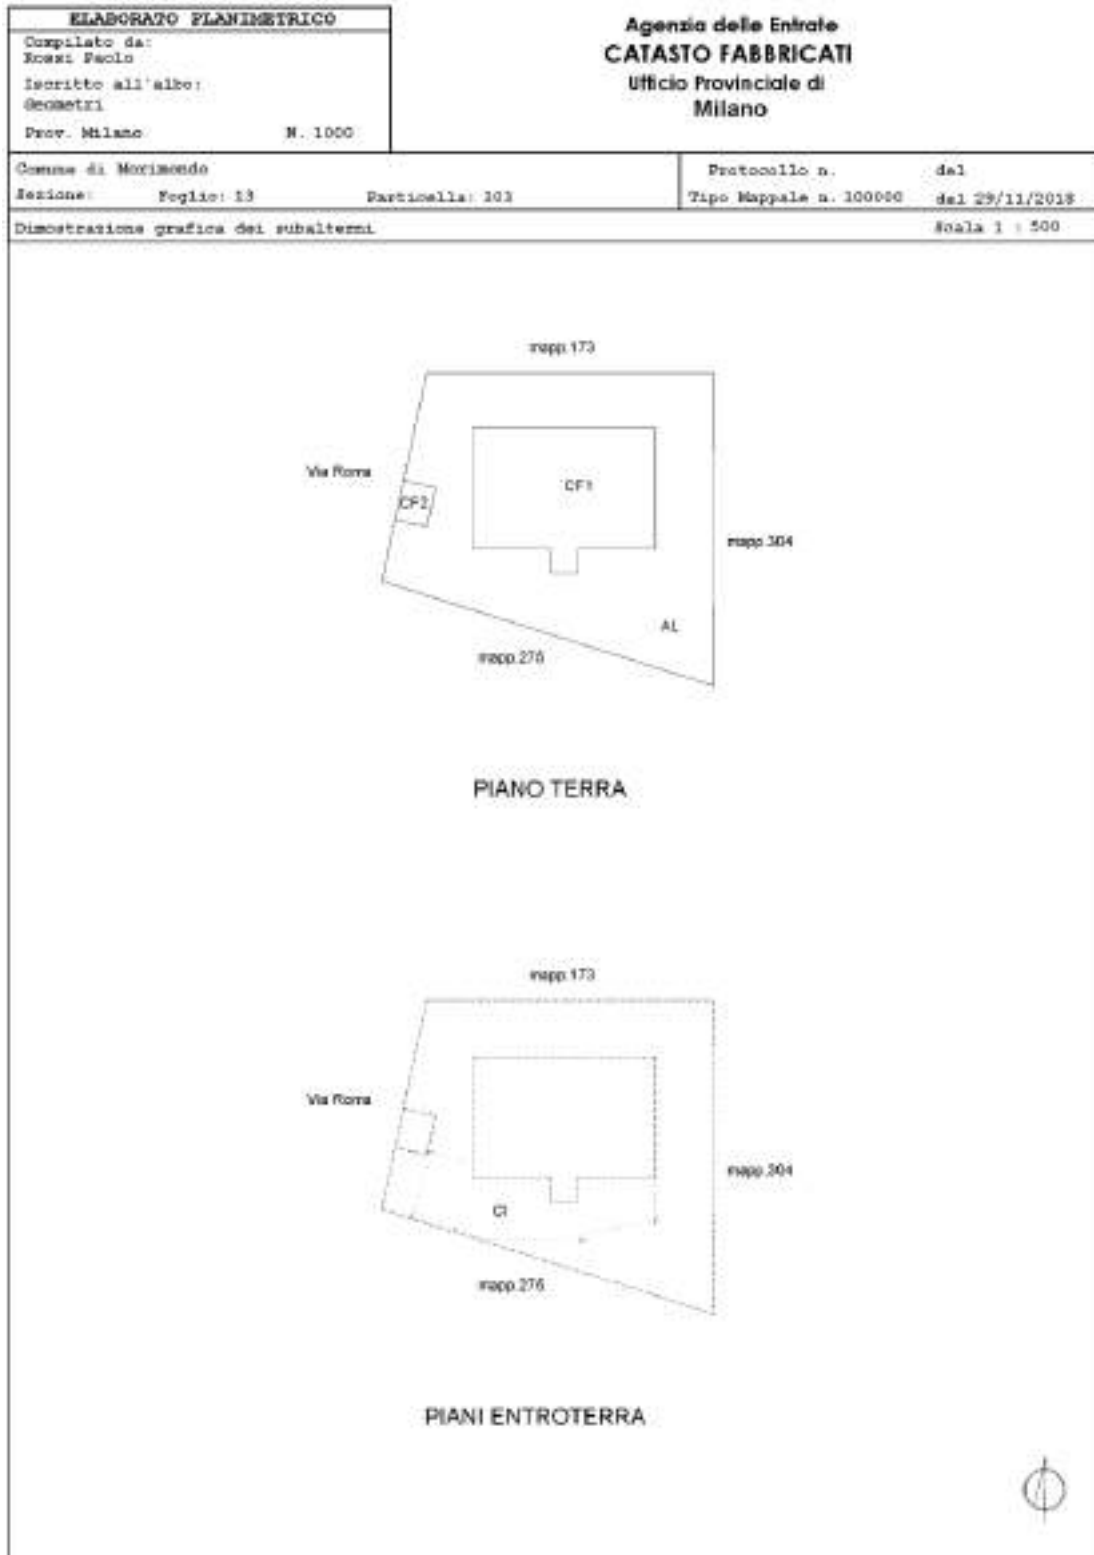 ELABORATO PLANIMETRICO
Compilato da:
Rossi Paolo
Iscritto all'albo:
Geometri
Prov. Milano N. 1000
Agenzia delle Entrate
CATASTO FABBRICATI
Ufficio Provinciale di
Milano
Comune di Morimondo
Sezione: Foglio: 13 Particella: 303
Protocollo n. del
Tipo Mappale n. 100000 del 29/11/2018
Dimostrazione grafica dei subalterni Scala 1 : 500
mapp.173
Via Roma
CF1
CF2
mapp.304
AL
mapp.276
PIANO TERRA
mapp.173
Via Roma
mapp.304
CI
mapp.276
PIANI ENTROTERRA